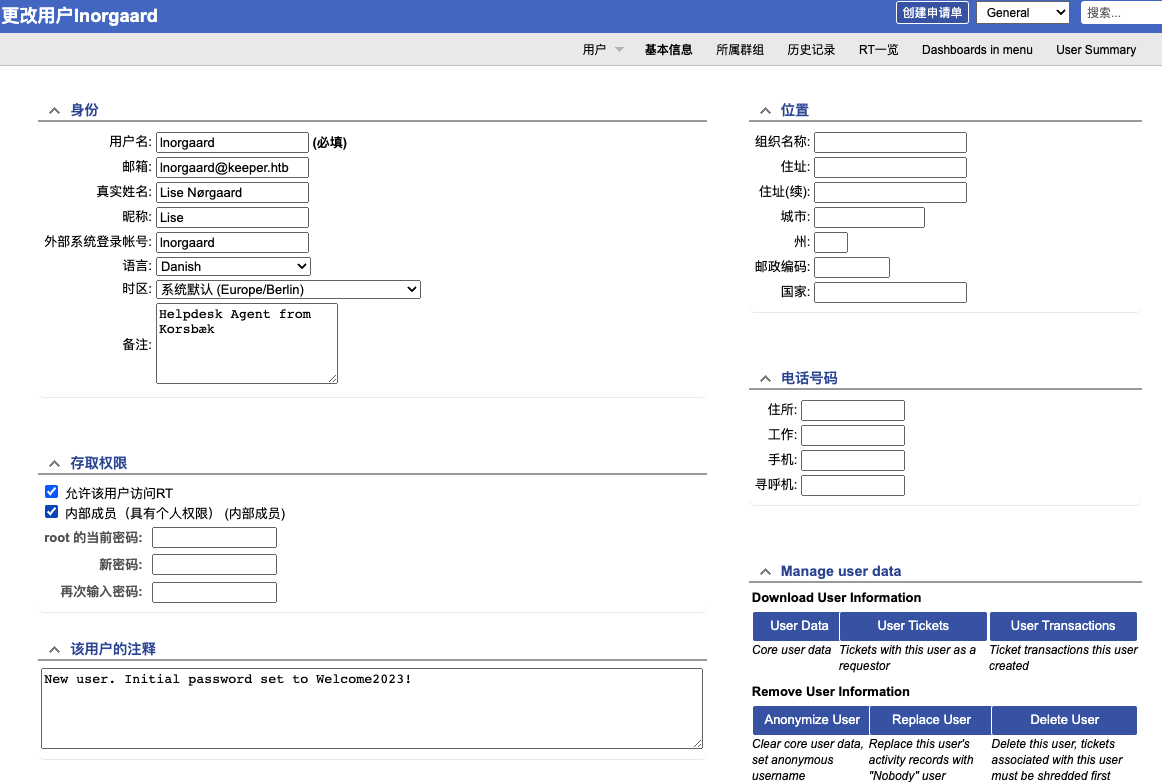 更改用户lnorgaard
创建申请单 General 搜索...
用户 基本信息 所属群组 历史记录 RT一览 Dashboards in menu User Summary
身份
用户名: lnorgaard (必填)
邮箱: lnorgaard@keeper.htb
真实姓名: Lise Nørgaard
昵称: Lise
外部系统登录帐号: lnorgaard
语言: Danish
时区: 系统默认 (Europe/Berlin)
备注: Helpdesk Agent from
Korsbæk
存取权限
允许该用户访问RT
内部成员（具有个人权限） (内部成员)
root 的当前密码:
新密码:
再次输入密码:
该用户的注释
New user. Initial password set to Welcome2023!
位置
组织名称:
住址:
住址(续):
城市:
州:
邮政编码:
国家:
电话号码
住所:
工作:
手机:
寻呼机:
Manage user data
Download User Information
User Data User Tickets User Transactions
Core user data Tickets with this user as a Ticket transactions this user
requestor created
Remove User Information
Anonymize User Replace User Delete User
Clear core user data, Replace this user's Delete this user, tickets
set anonymous activity records with associated with this user
username "Nobody" user must be shredded first